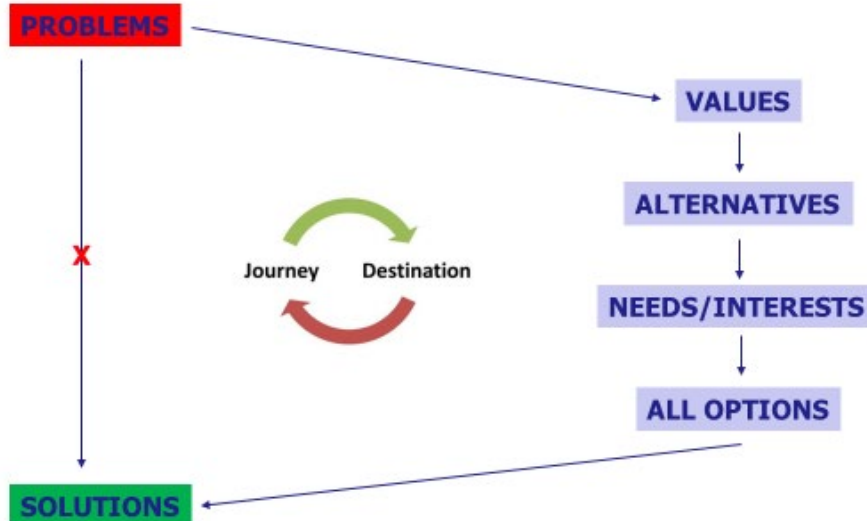 PROBLEMS
VALUES
ALTERNATIVES
X
Journey Destination
NEEDS/INTERESTS
ALL OPTIONS
SOLUTIONS